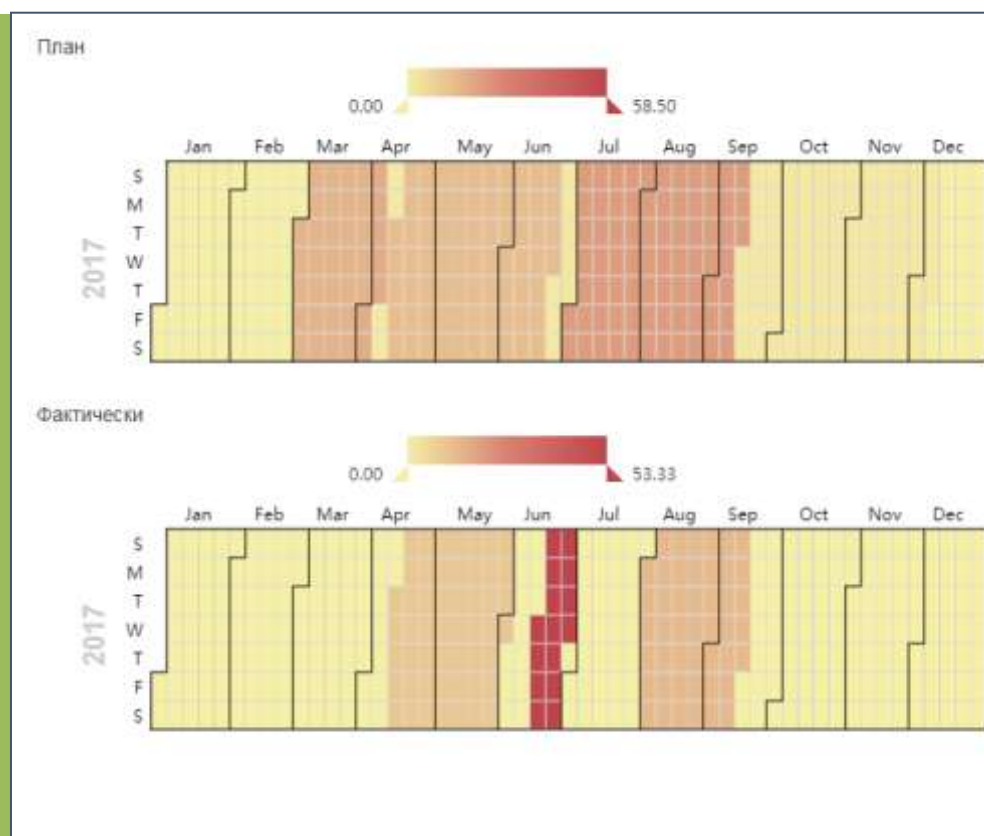 План
0.00 58.50
Jan Feb Mar Apr May Jun Jul Aug Sep Oct Nov Dec
S
M
T
W
T
F
S
2017
Фактически
0.00 53.33
Jan Feb Mar Apr May Jun Jul Aug Sep Oct Nov Dec
S
M
T
W
T
F
S
2017